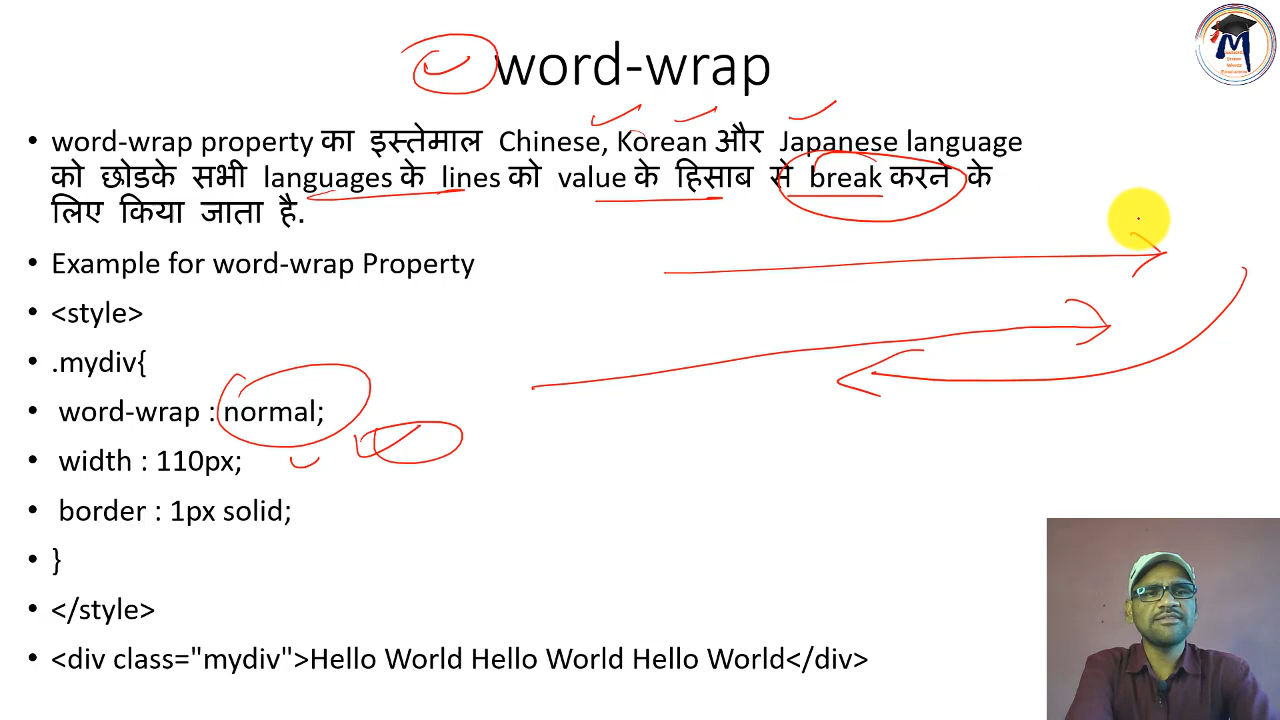 word-wrap
• word-wrap property का इस्तेमाल Chinese, Korean और Japanese language
को छोडके सभी languages के lines को value के हिसाब से break करने के
लिए किया जाता है.
• Example for word-wrap Property
• <style>
• .mydiv{
• word-wrap : normal;
• width : 110px;
• border : 1px solid;
• }
• </style>
• <div class="mydiv">Hello World Hello World Hello World</div>